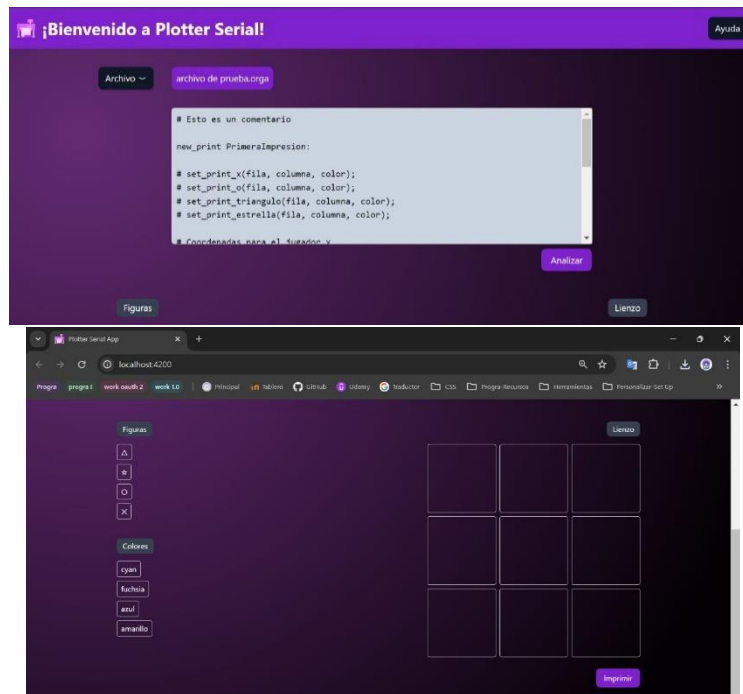 ¡Bienvenido a Plotter Serial!
Ayuda
Archivo
archivo de prueba.orga
# Esto es un comentario
new_print PrimeraImpresion:
# set_print_x(fila, columna, color);
# set_print_o(fila, columna, color);
# set_print_triangulo(fila, columna, color);
# set_print_estrella(fila, columna, color);
# Coordenadas para el jugador x
Analizar
Figuras
Lienzo
Plotter Serial App
localhost:4200
Progra
progra t
work oauth 2
work 1.0
Principal
tablero
GitHub
Udemy
traductor
CSS
Progra-Recursos
Herramientas
Personalizar Set Up
Figuras
Lienzo
Colores
cyan
fuchsia
azul
amarillo
Imprimir